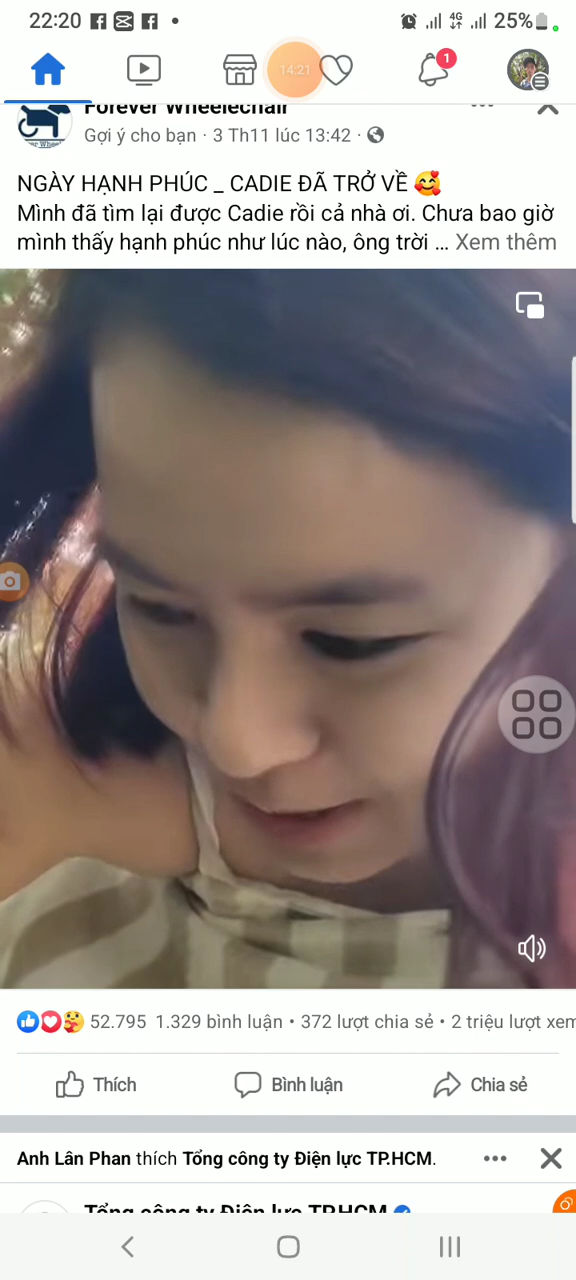 22:20
4G
25%
14:21
1
Forever Wheelechair
Gợi ý cho bạn · 3 Th11 lúc 13:42 ·
NGÀY HẠNH PHÚC _ CADIE ĐÃ TRỞ VỀ 🥰
Mình đã tìm lại được Cadie rồi cả nhà ơi. Chưa bao giờ
mình thấy hạnh phúc như lúc nào, ông trời ... Xem thêm
52.795 1.329 bình luận • 372 lượt chia sẻ • 2 triệu lượt xem
Thích
Bình luận
Chia sẻ
Anh Lân Phan thích Tổng công ty Điện lực TP.HCM.
Tổng công ty Điện lực TP.HCM